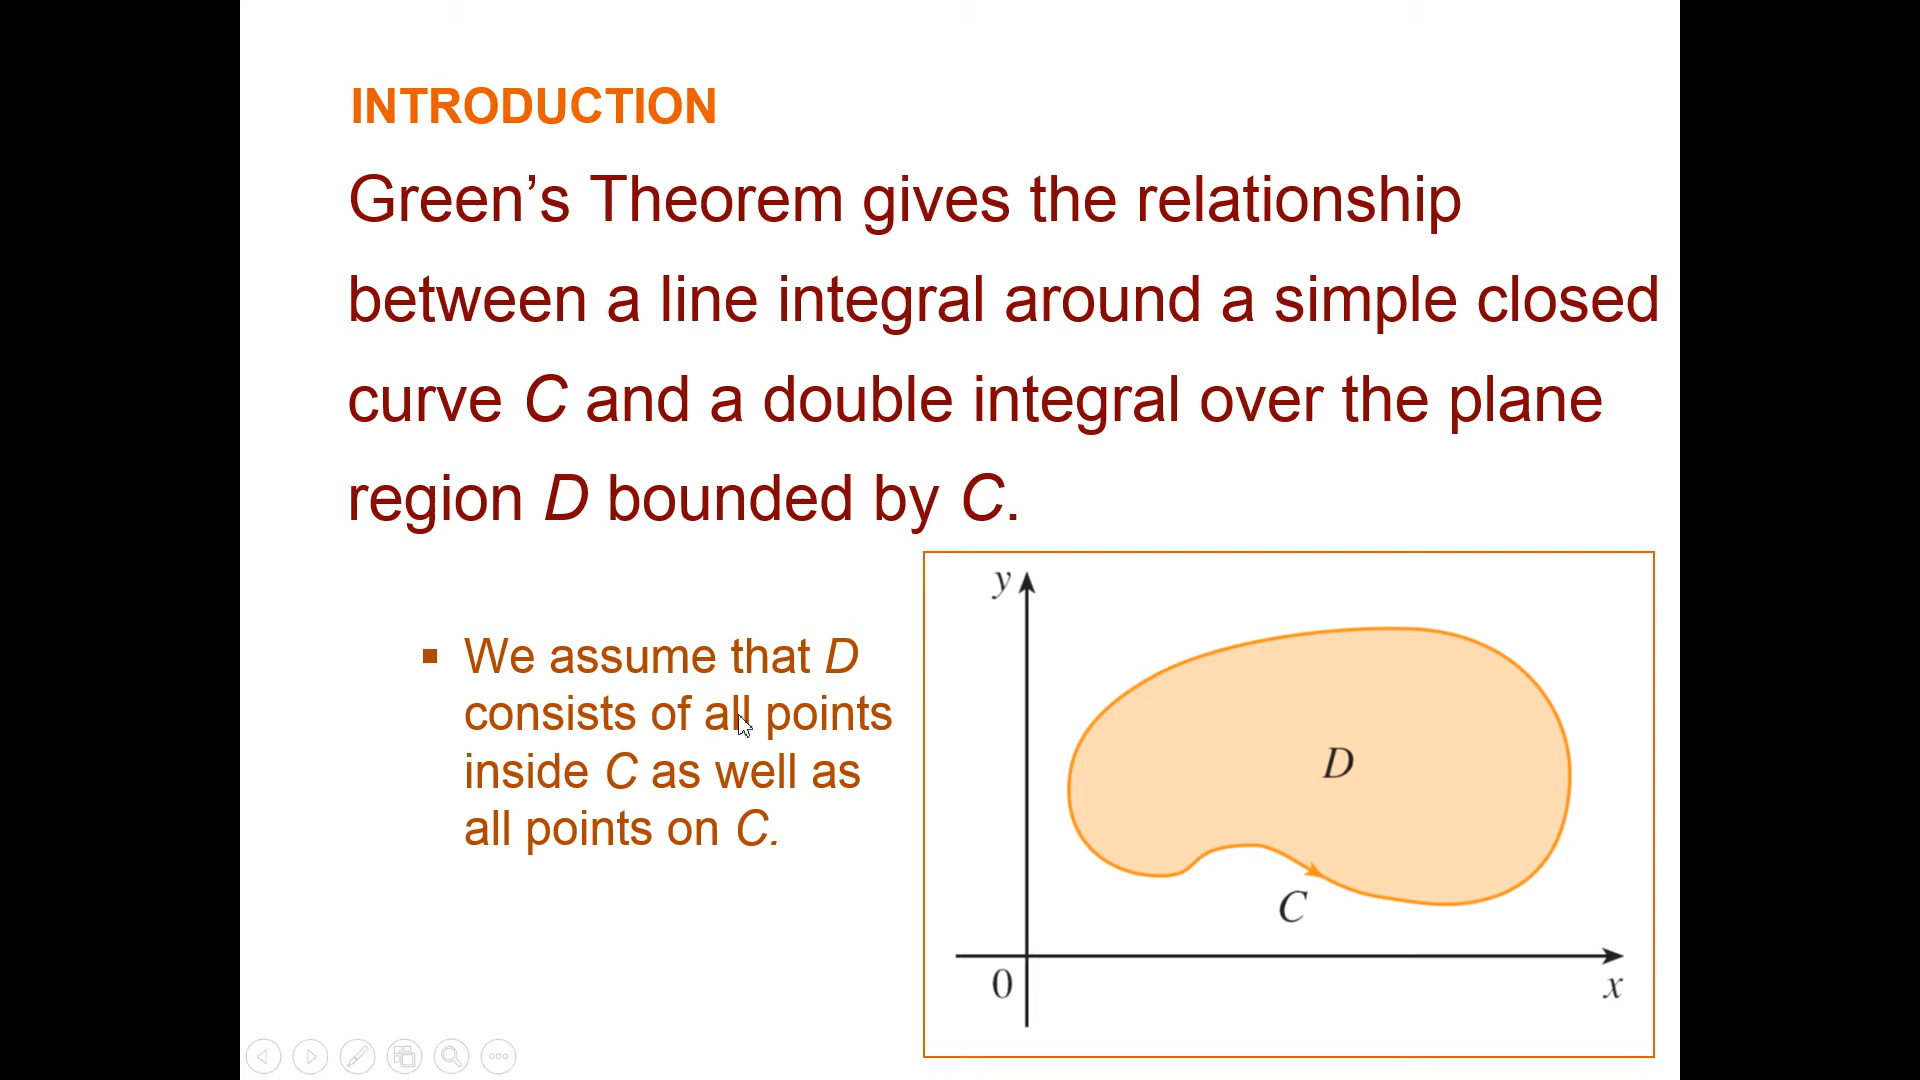 INTRODUCTION
Green’s Theorem gives the relationship
between a line integral around a simple closed
curve C and a double integral over the plane
region D bounded by C.
▪ We assume that D
consists of all points
inside C as well as
all points on C.
y
D
C
0
x